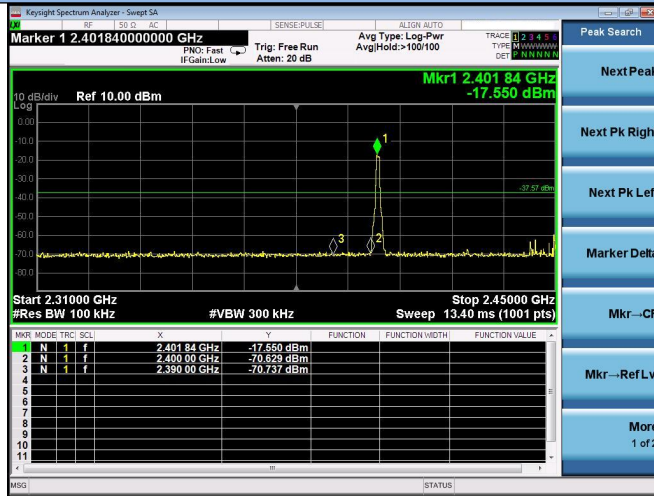 Keysight Spectrum Analyzer - Swept SA
LXI RF 50 Ω AC SENSE:PULSE ALIGN AUTO
Marker 1 2.401840000000 GHz
PNO: Fast
IFGain:Low
Trig: Free Run
Atten: 20 dB
Avg Type: Log-Pwr
Avg|Hold:>100/100
TRACE 1 2 3 4 5 6
TYPE M W W W W W
DET P N N N N N
Mkr1 2.401 84 GHz
-17.550 dBm
10 dB/div Ref 10.00 dBm
Log
0.00
-10.0
-20.0
-30.0
-37.57 dBm
-40.0
-50.0
-60.0
-70.0
-80.0
1
3
2
Start 2.31000 GHz Stop 2.45000 GHz
#Res BW 100 kHz #VBW 300 kHz Sweep 13.40 ms (1001 pts)
MKR MODE TRC SCL X Y FUNCTION FUNCTION WIDTH FUNCTION VALUE
1 N 1 f 2.401 84 GHz -17.550 dBm
2 N 1 f 2.400 00 GHz -70.629 dBm
3 N 1 f 2.390 00 GHz -70.737 dBm
4
5
6
7
8
9
10
11
MSG STATUS
Peak Search
Next Peak
Next Pk Righ
Next Pk Lef
Marker Delta
Mkr→CF
Mkr→Ref Lv
More
1 of 2